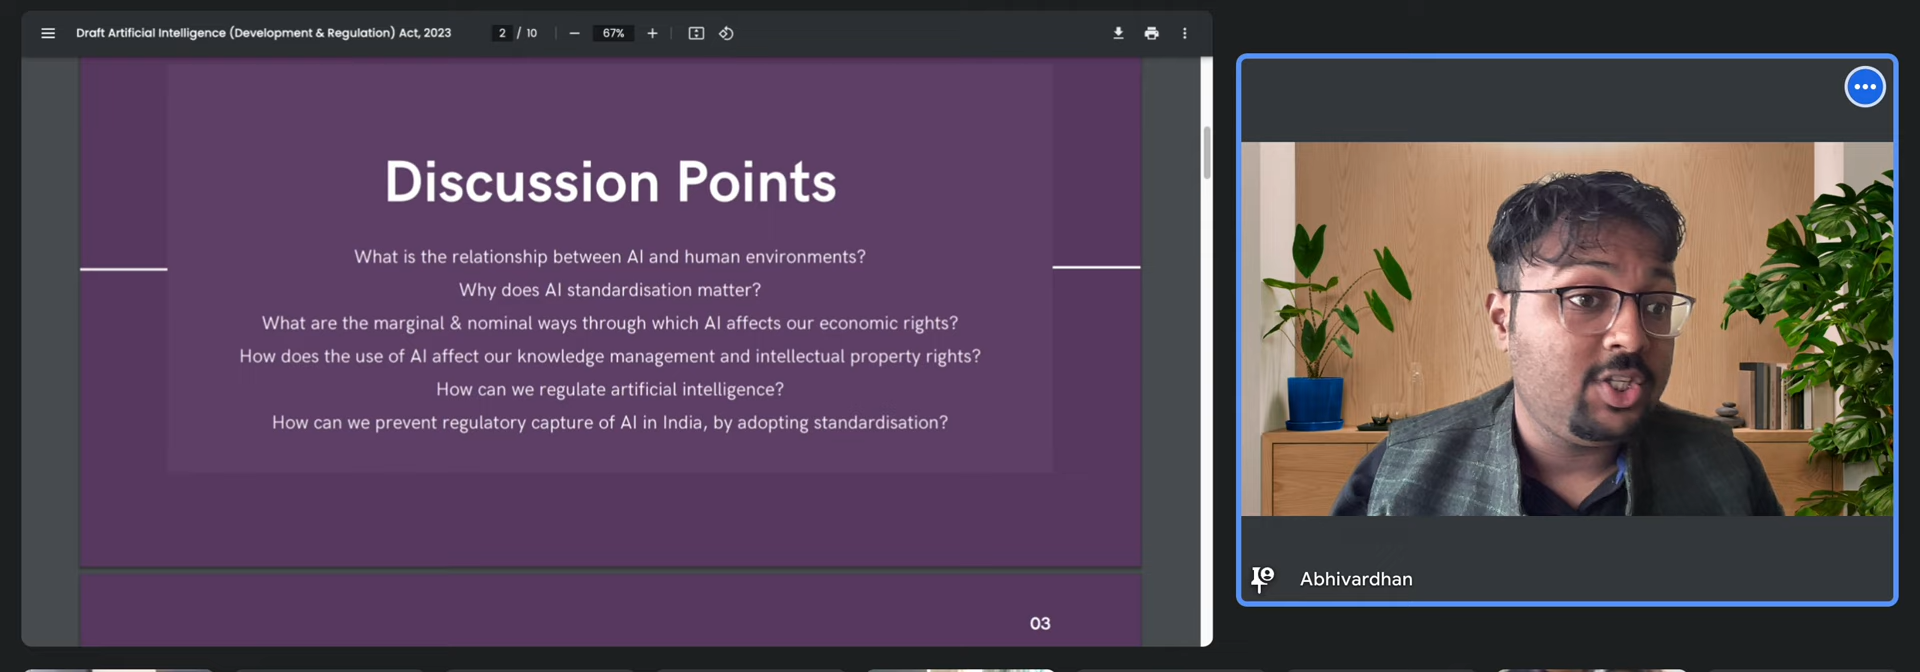 Draft Artificial Intelligence (Development & Regulation) Act, 2023
2 / 10
67%
Discussion Points
What is the relationship between AI and human environments?
Why does AI standardisation matter?
What are the marginal & nominal ways through which AI affects our economic rights?
How does the use of AI affect our knowledge management and intellectual property rights?
How can we regulate artificial intelligence?
How can we prevent regulatory capture of AI in India, by adopting standardisation?
03
Abhivardhan